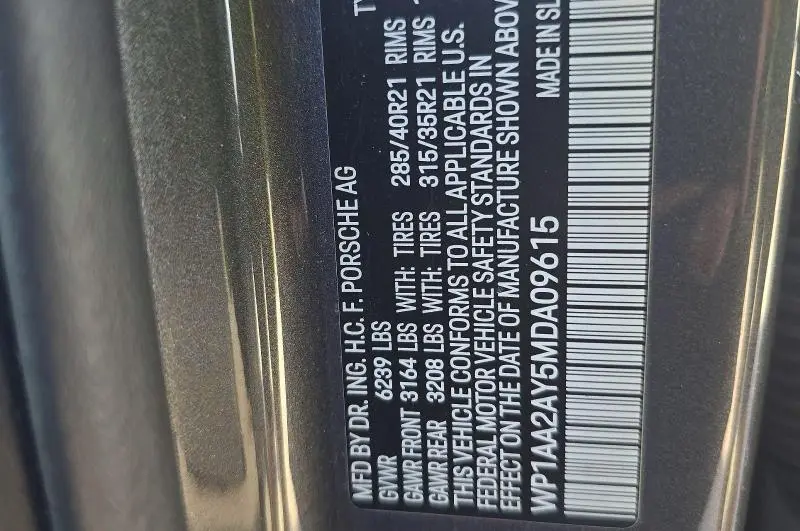 MFD BY DR. ING. H.C. F. PORSCHE AG
GVWR 6239 LBS
GAWR FRONT 3164 LBS WITH: TIRES 285/40R21 RIMS
GAWR REAR 3208 LBS WITH: TIRES 315/35R21 RIMS
THIS VEHICLE CONFORMS TO ALL APPLICABLE U.S.
FEDERAL MOTOR VEHICLE SAFETY STANDARDS IN
EFFECT ON THE DATE OF MANUFACTURE SHOWN ABOV
WP1AA2AY5MDA09615 MADE IN SL